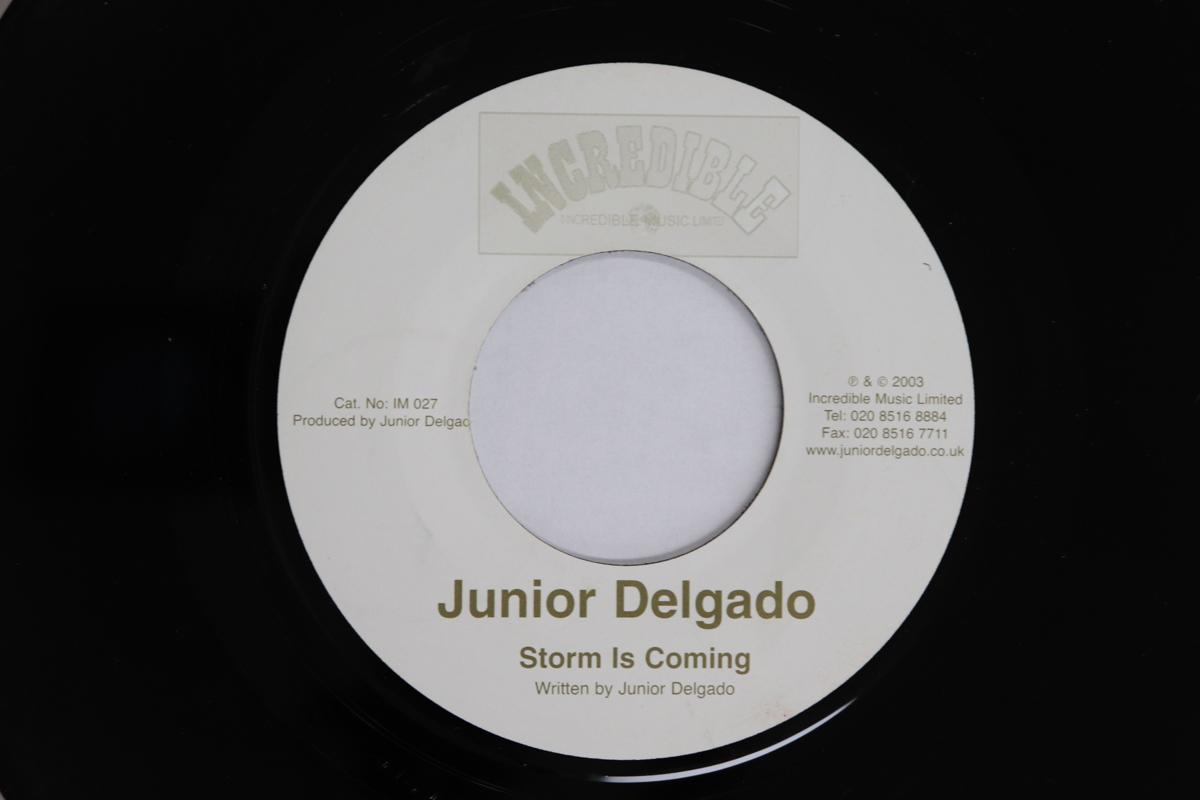 INCREDIBLE
INCREDIBLE MUSIC LIMITED
Cat. No: IM 027
Produced by Junior Delgad
℗ & © 2003
Incredible Music Limited
Tel: 020 8516 8884
Fax: 020 8516 7711
www.juniordelgado.co.uk
Junior Delgado
Storm Is Coming
Written by Junior Delgado